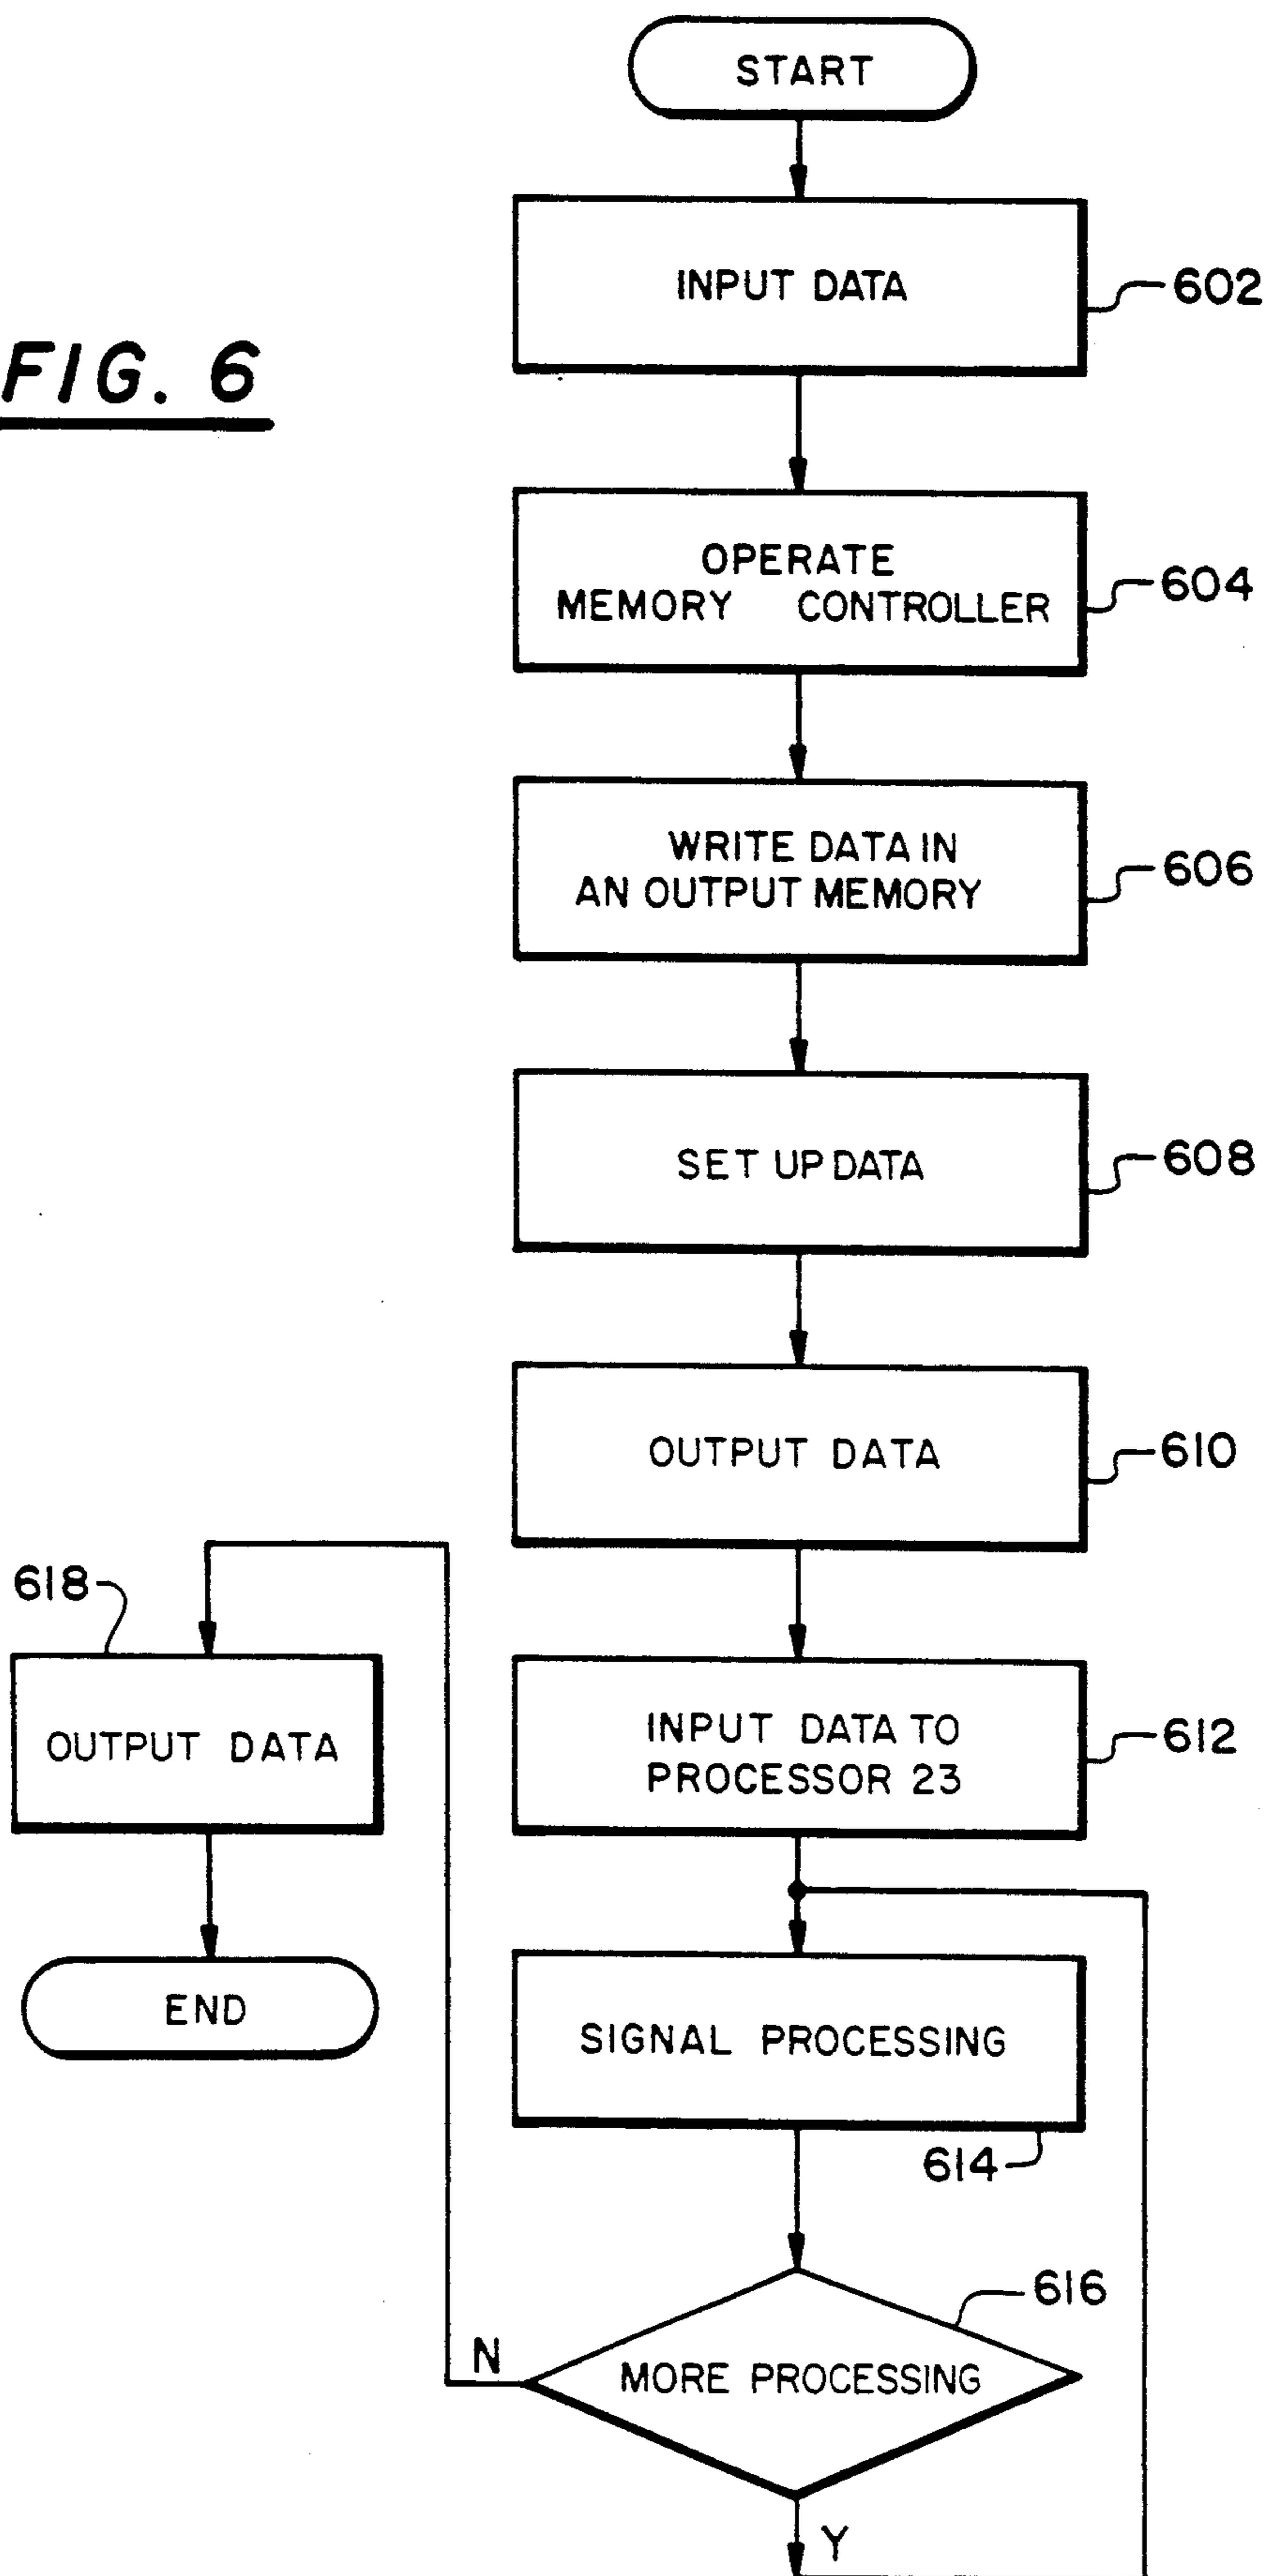 START
INPUT DATA
602
FIG. 6
OPERATE
MEMORY CONTROLLER
604
WRITE DATA IN
AN OUTPUT MEMORY
606
SET UP DATA
608
OUTPUT DATA
610
618
OUTPUT DATA
INPUT DATA TO
PROCESSOR 23
612
END
SIGNAL PROCESSING
614
616
N
MORE PROCESSING
Y